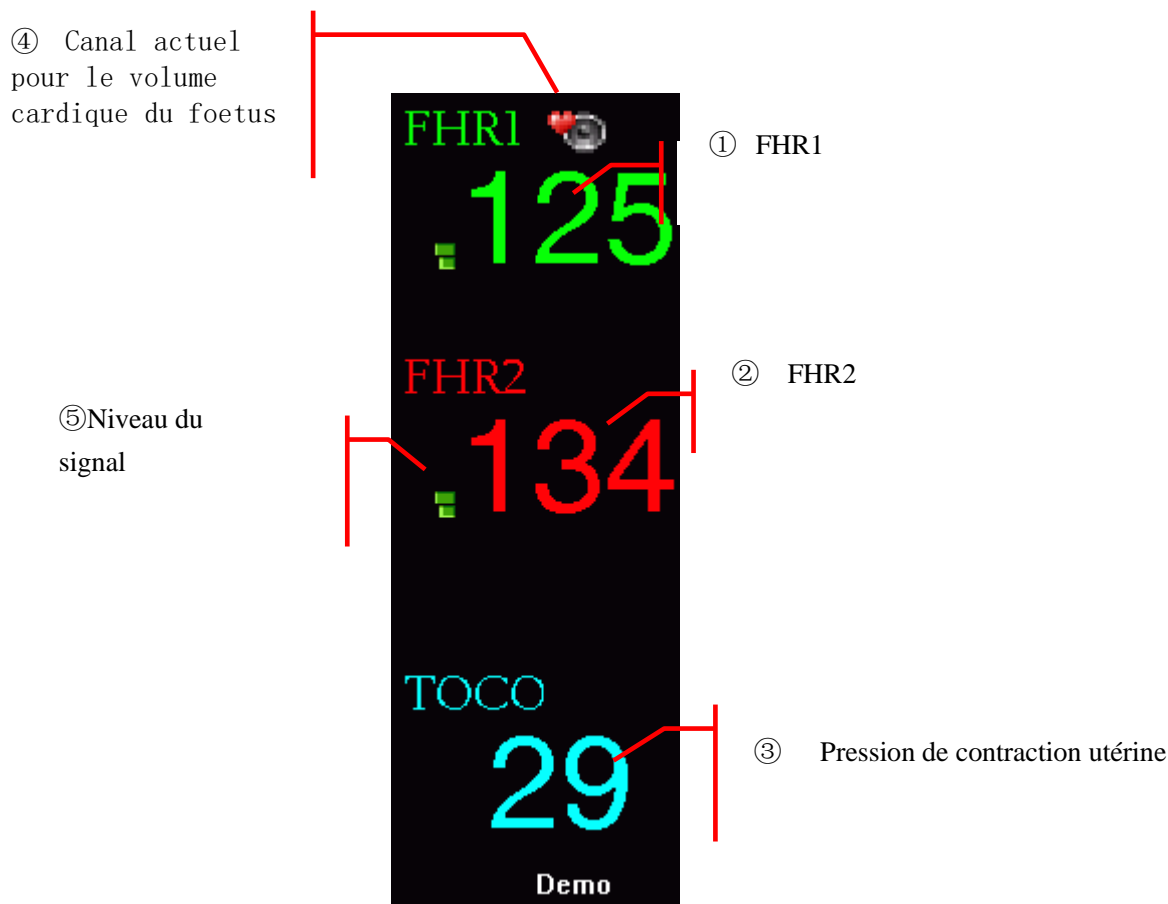 ④ Canal actuel
pour le volume
cardique du foetus
FHR1
① FHR1
125
FHR2
② FHR2
⑤Niveau du
signal
134
TOCO
29
③ Pression de contraction utérine
Demo